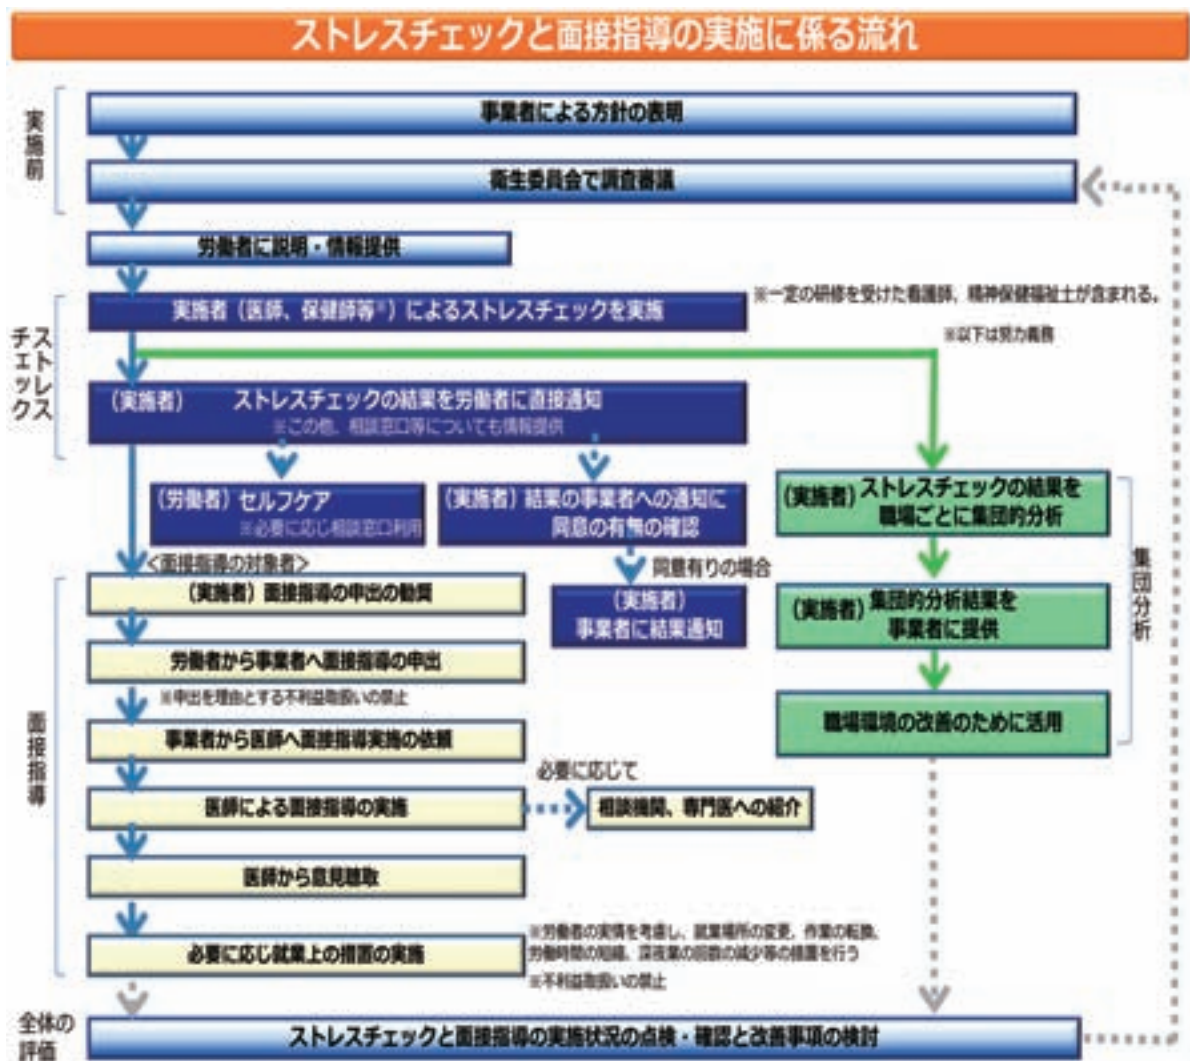 ストレスチェックと面接指導の実施に係る流れ
実施前
事業者による方針の表明
衛生委員会で調査審議
労働者に説明・情報提供
ストレスチェック
実施者（医師、保健師等※）によるストレスチェックを実施
※一定の研修を受けた看護師、精神保健福祉士が含まれる。
※以下は努力義務
（実施者） ストレスチェックの結果を労働者に直接通知
※この他、相談窓口等についても情報提供
（労働者）セルフケア
※必要に応じ相談窓口利用
（実施者）結果の事業者への通知に
同意の有無の確認
同意有りの場合
（実施者）
事業者に結果通知
集団分析
（実施者）ストレスチェックの結果を
職場ごとに集団的分析
（実施者）集団的分析結果を
事業者に提供
職場環境の改善のために活用
面接指導
＜面接指導の対象者＞
（実施者）面接指導の申出の勧奨
労働者から事業者へ面接指導の申出
※申出を理由とする不利益取扱いの禁止
事業者から医師へ面接指導実施の依頼
医師による面接指導の実施
必要に応じて
相談機関、専門医への紹介
医師から意見聴取
必要に応じ就業上の措置の実施
※労働者の実情を考慮し、就業場所の変更、作業の転換、
労働時間の短縮、深夜業の回数の減少等の措置を行う
※不利益取扱いの禁止
全体の
評価
ストレスチェックと面接指導の実施状況の点検・確認と改善事項の検討